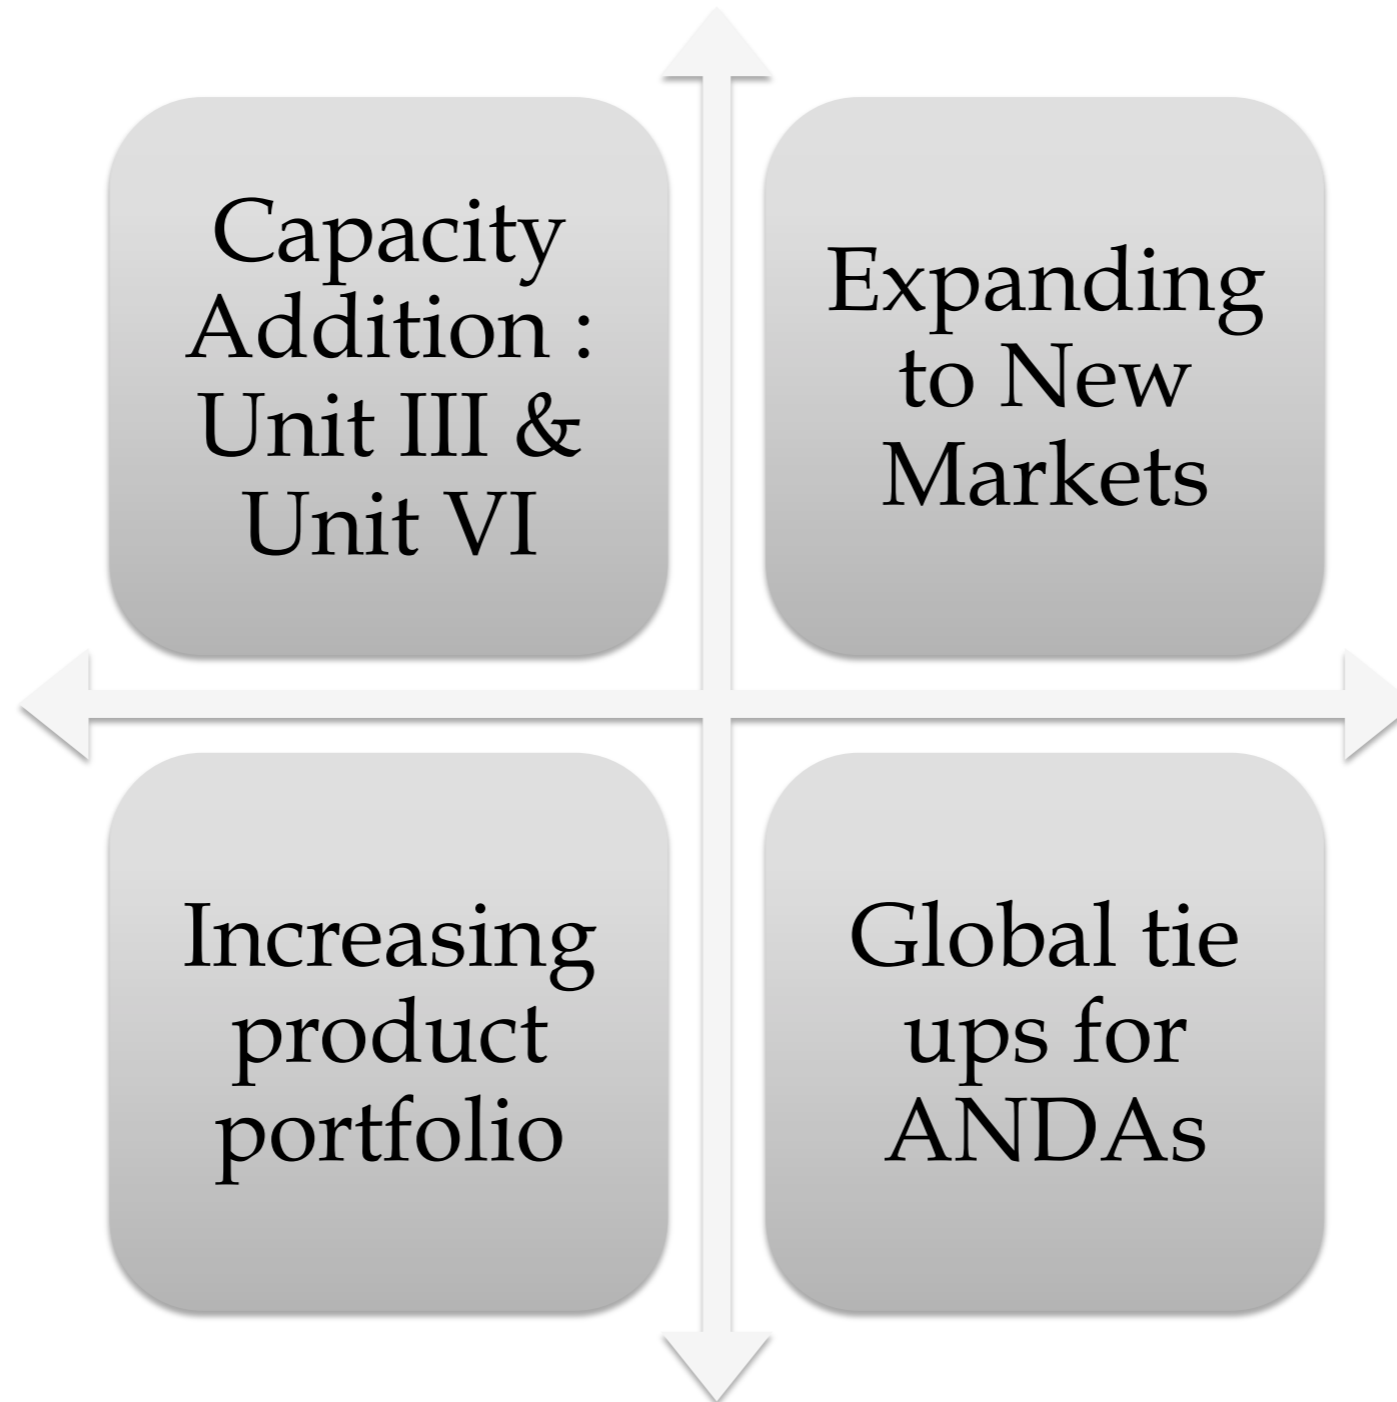 Capacity
Addition :
Unit III &
Unit VI
Expanding
to New
Markets
Increasing
product
portfolio
Global tie
ups for
ANDAs